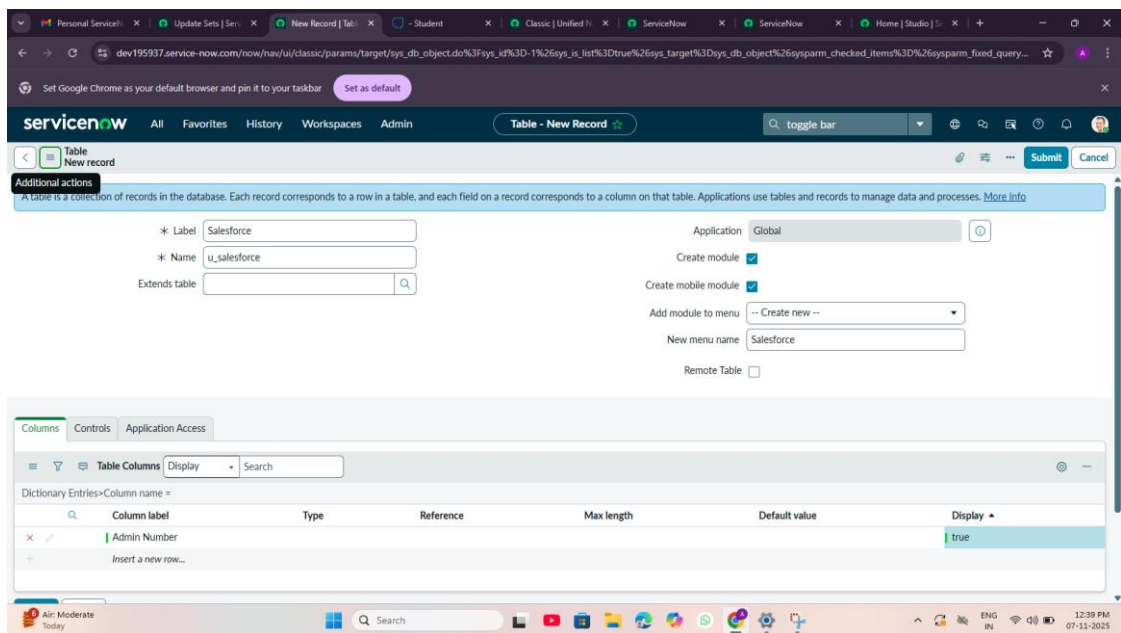 Personal ServiceN
Update Sets | Serv
New Record | Tabl
- Student
Classic | Unified N
ServiceNow
ServiceNow
Home | Studio | S
dev195937.service-now.com/now/nav/ui/classic/params/target/sys_db_object.do%3Fsys_id%3D-1%26sys_is_list%3Dtrue%26sys_target%3Dsys_db_object%26sysparm_checked_items%3D%26sysparm_fixed_query...
A
Set Google Chrome as your default browser and pin it to your taskbar Set as default
servicenow All Favorites History Workspaces Admin Table - New Record toggle bar
Table
New record
Submit Cancel
Additional actions
A table is a collection of records in the database. Each record corresponds to a row in a table, and each field on a record corresponds to a column on that table. Applications use tables and records to manage data and processes. More Info
Label Salesforce
Application Global
Name u_salesforce
Create module
Extends table
Create mobile module
Add module to menu -- Create new --
New menu name Salesforce
Remote Table
Columns Controls Application Access
Table Columns Display Search
Dictionary Entries>Column name =
Column label Type Reference Max length Default value Display
Admin Number true
Insert a new row...
6
Air: Moderate
Today
Search
ENG
IN
12:39 PM
07-11-2025